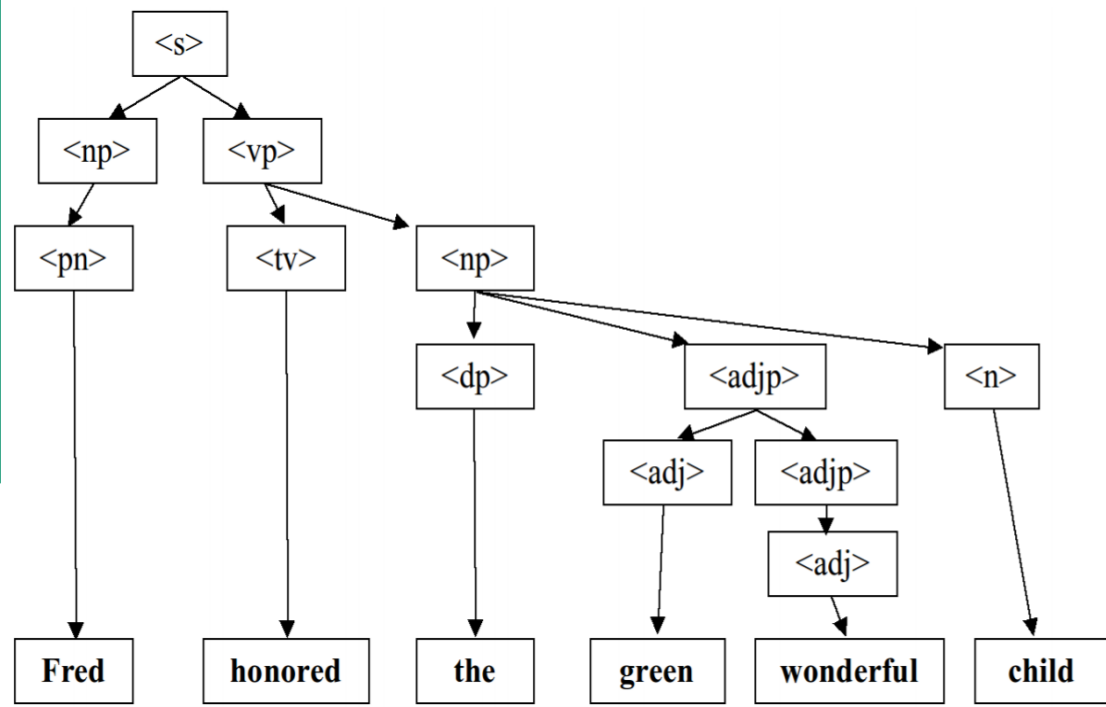 <s>
<np> <vp>
<pn> <tv> <np>
<dp> <adjp> <n>
<adj> <adjp>
<adj>
Fred honored the green wonderful child